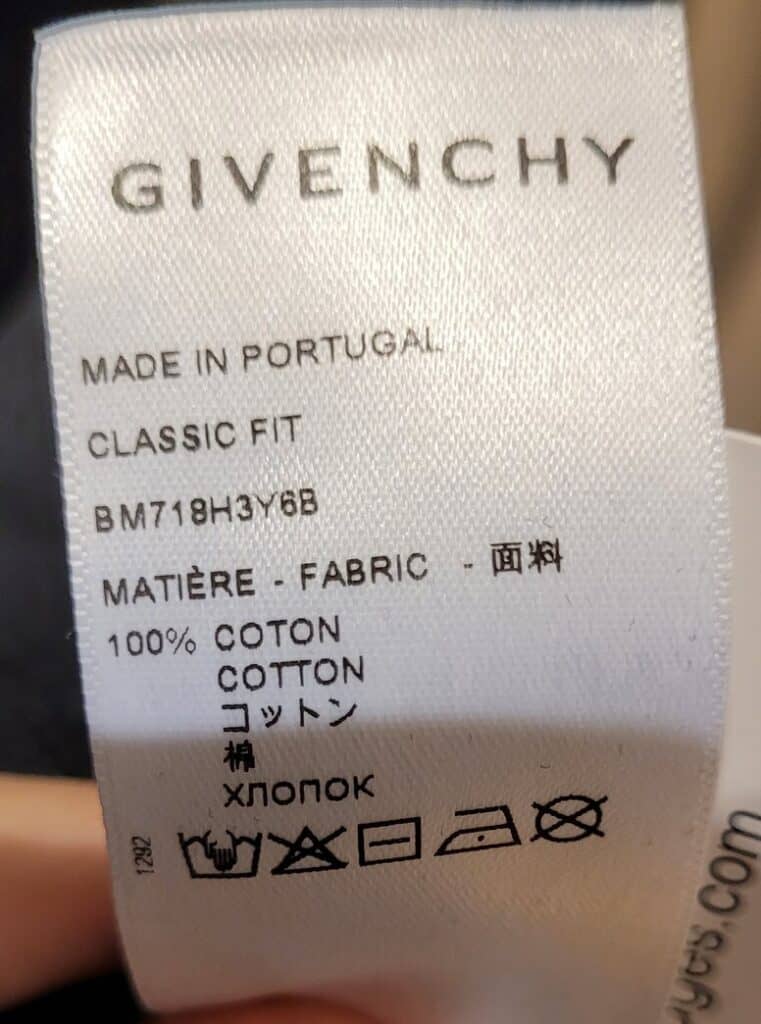 GIVENCHY
MADE IN PORTUGAL
CLASSIC FIT
BM718H3Y6B
MATIÈRE - FABRIC - 面料
100% COTON
COTTON
コットン
棉
ХЛОПОК
1292
.com